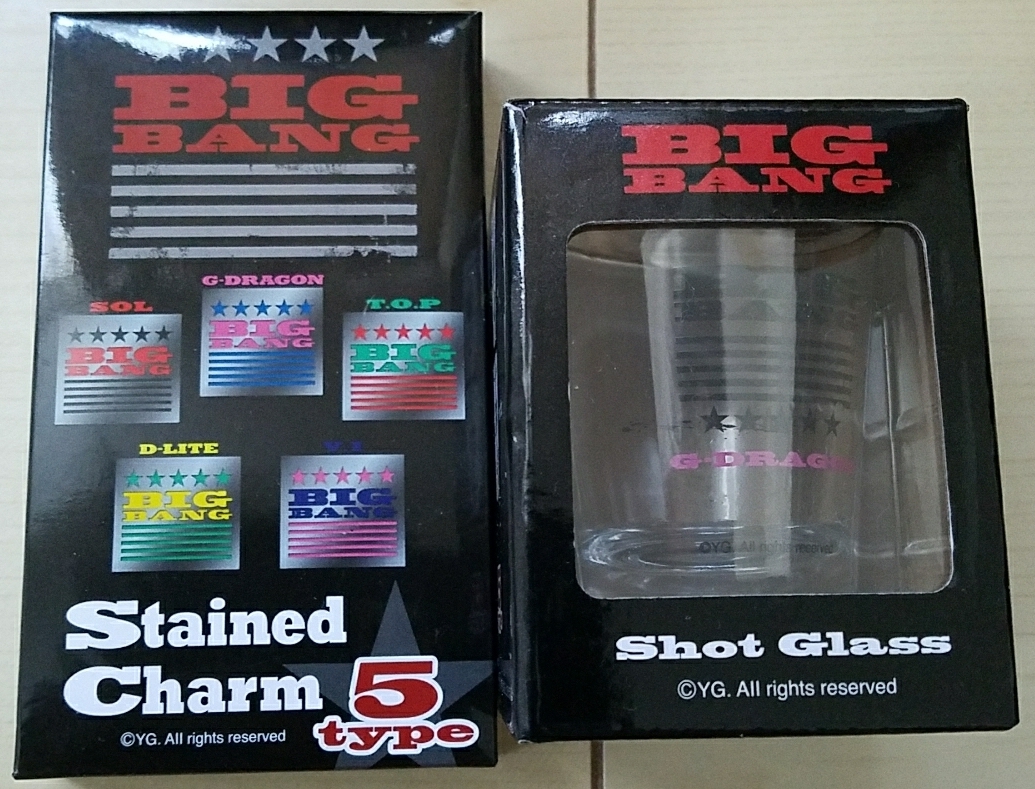 BIG
BANG
G-DRAGON
SOL
T.O.P
BIG
BANG
BIG
BANG
BIG
BANG
D-LITE
V.I
BIG
BANG
BIG
BANG
Stained
Charm 5
type
©YG. All rights reserved
BIG
BANG
G-DRAG
©YG. All rights reserved
Shot Glass
©YG. All rights reserved